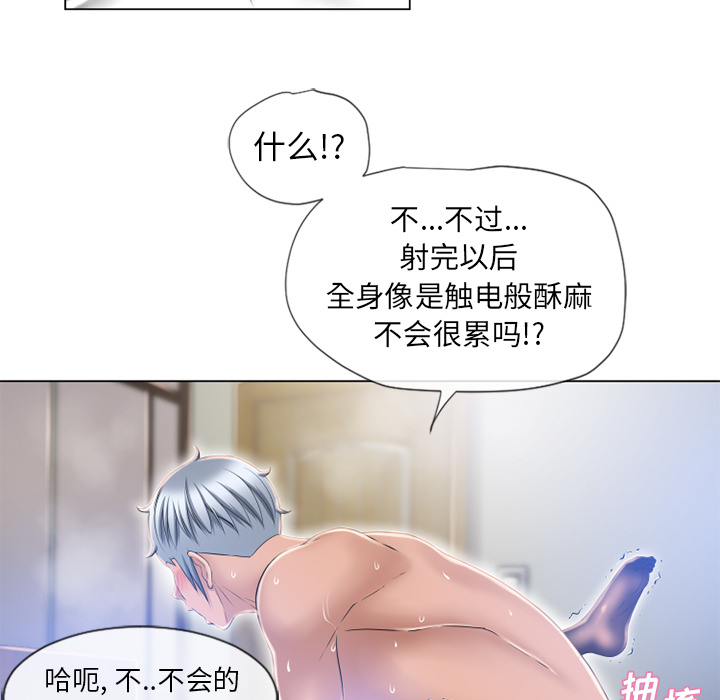 什么!?
不...不过...
射完以后
全身像是触电般酥麻
不会很累吗!?
哈呃, 不..不会的
抽